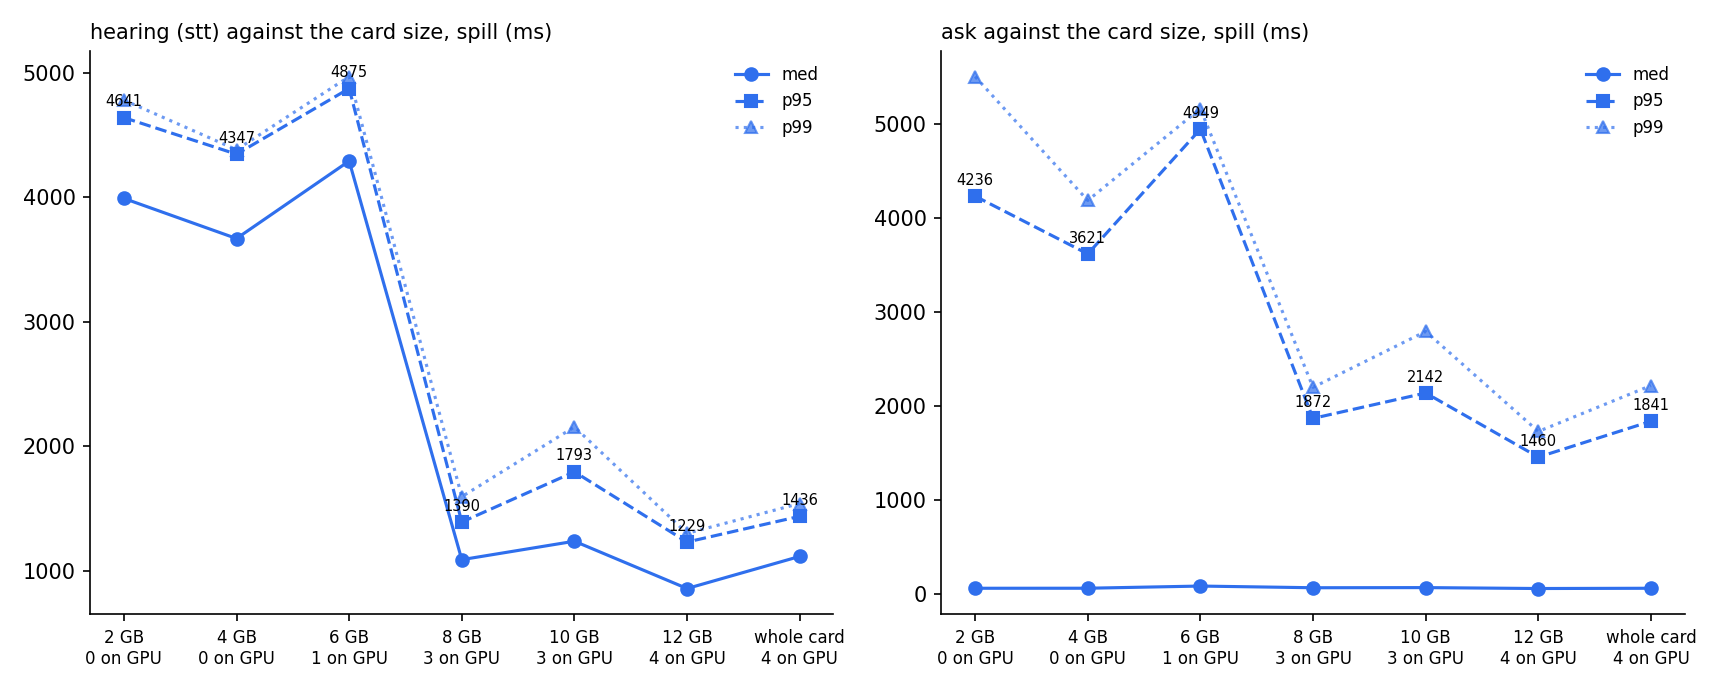 hearing (stt) against the card size, spill (ms)
5000
4000
3000
2000
1000
4641
4347
4875
1390
1793
1229
1436
med
p95
p99
2 GB
0 on GPU
4 GB
0 on GPU
6 GB
1 on GPU
8 GB
3 on GPU
10 GB
3 on GPU
12 GB
4 on GPU
whole card
4 on GPU
ask against the card size, spill (ms)
5000
4000
3000
2000
1000
0
4236
3621
4949
1872
2142
1460
1841
med
p95
p99
2 GB
0 on GPU
4 GB
0 on GPU
6 GB
1 on GPU
8 GB
3 on GPU
10 GB
3 on GPU
12 GB
4 on GPU
whole card
4 on GPU